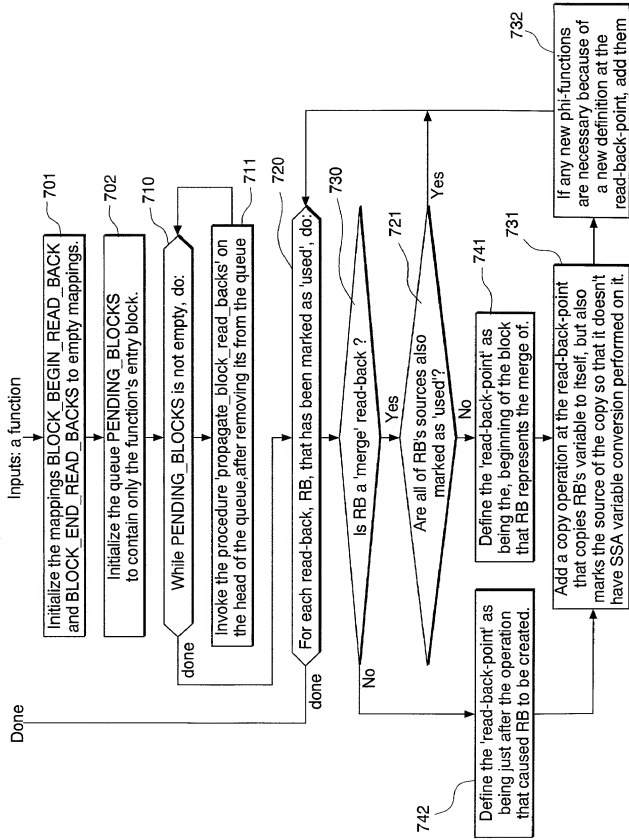 Inputs: a function
701
Initialize the mappings BLOCK_BEGIN_READ_BACK
and BLOCK_END_READ_BACKS to empty mappings.
702
Initialize the queue PENDING_BLOCKS
to contain only the function's entry block.
710
While PENDING_BLOCKS is not empty, do:
done
711
Invoke the procedure 'propagate_block_read_backs' on
the head of the queue,after removing its from the queue
720
For each read-back, RB, that has been marked as 'used', do:
done
Done
730
Is RB a 'merge' read-back ?
Yes
No
721
Are all of RB's sources also
marked as 'used'?
Yes
No
741
Define the 'read-back-point' as
being the, beginning of the block
that RB represents the merge of.
742
Define the 'read-back-point' as
being just after the operation
that caused RB to be created.
731
Add a copy operation at the read-back-point
that copies RB's variable to itself, but also
marks the source of the copy so that it doesn't
have SSA variable conversion performed on it.
732
If any new phi-functions
are necessary because of
a new definition at the
read-back-point, add them